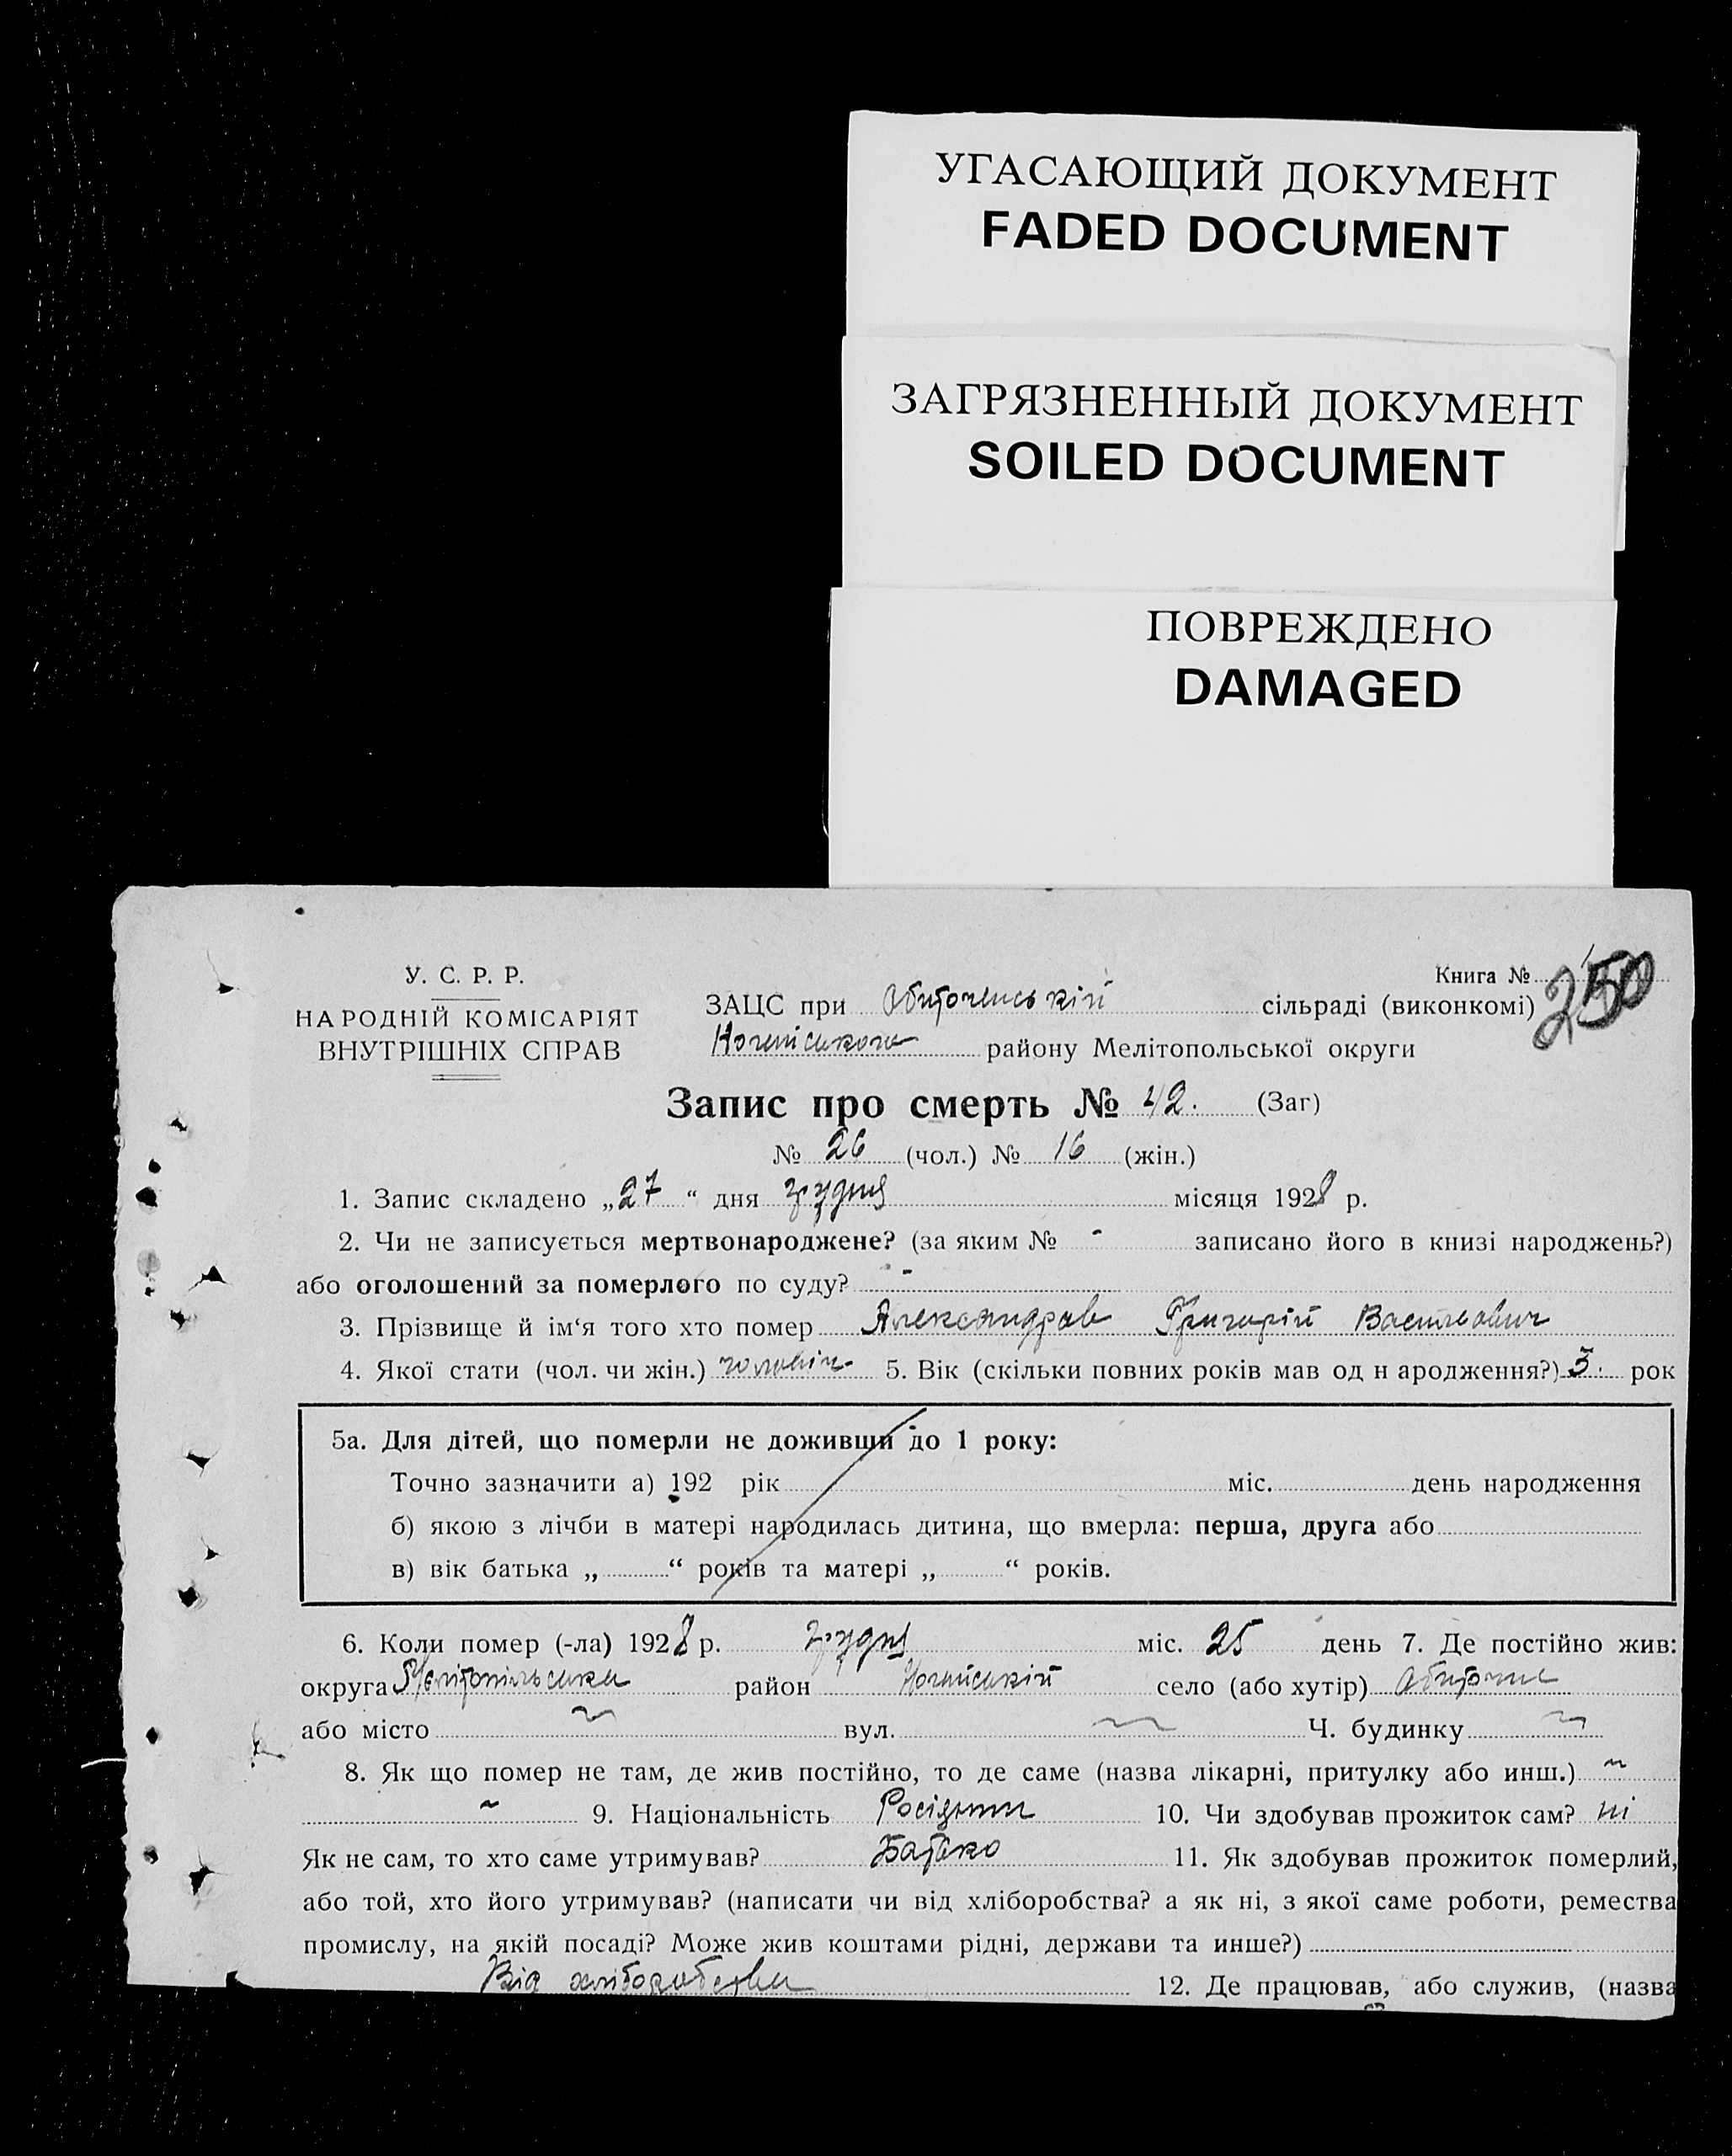 УГАСАЮЩИЙ ДОКУМЕНТ
FADED DOCUMENT
ЗАГРЯЗНЕННЫЙ ДОКУМЕНТ
SOILED DOCUMENT
ПОВРЕЖДЕНО
DAMAGED
У. С. Р. Р.
НАРОДНІЙ КОМІСАРІЯТ
ВНУТРІШНІХ СПРАВ
Книга №
250
ЗАЦС при Обиточенській сільраді (виконкомі)
Ногайського району Мелітопольської округи
Запис про смерть № 42. (Заг)
№ 26 (чол.) № 16 (жін.)
1. Запис складено „27 “ дня грудня місяця 1928 р.
2. Чи не записується мертвонароджене? (за яким № - записано його в книзі народжень?)
або оголошений за померлого по суду? -
3. Прізвище й ім‘я того хто помер Александров Григорій Васильович
4. Якої стати (чол. чи жін.) чоловіч. 5. Вік (скільки повних років мав од н ародження?) 3. рок
5а. Для дітей, що померли не доживши до 1 року:
Точно зазначити а) 192 рік міс. день народження
б) якою з лічби в матері народилась дитина, що вмерла: перша, друга або
в) вік батька „ “ років та матері „ “ років.
6. Коли помер (-ла) 1928 р. грудня міс. 25 день 7. Де постійно жив:
округа Мелітопільська район Ногайський село (або хутір) Обиточне
або місто ~ вул. ~ Ч. будинку ~
8. Як що помер не там, де жив постійно, то де саме (назва лікарні, притулку або инш.) ~
~ 9. Національність 10. Чи здобував прожиток сам? ні
Як не сам, то хто саме утримував? Батько 11. Як здобував прожиток померлий,
або той, хто його утримував? (написати чи від хліборобства? а як ні, з якої саме роботи, ремества
промислу, на якій посаді? Може жив коштами рідні, держави та инше?)
Від хліборобства 12. Де працював, або служив, (назва